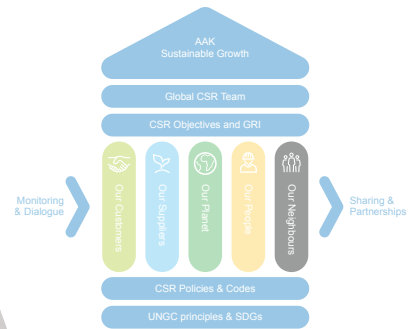 AAK
Sustainable Growth
Global CSR Team
CSR Objectives and GRI
Monitoring
& Dialogue
Our Customers
Our Suppliers
Our Planet
Our People
Our Neighbours
Sharing &
Partnerships
CSR Policies & Codes
UNGC principles & SDGs